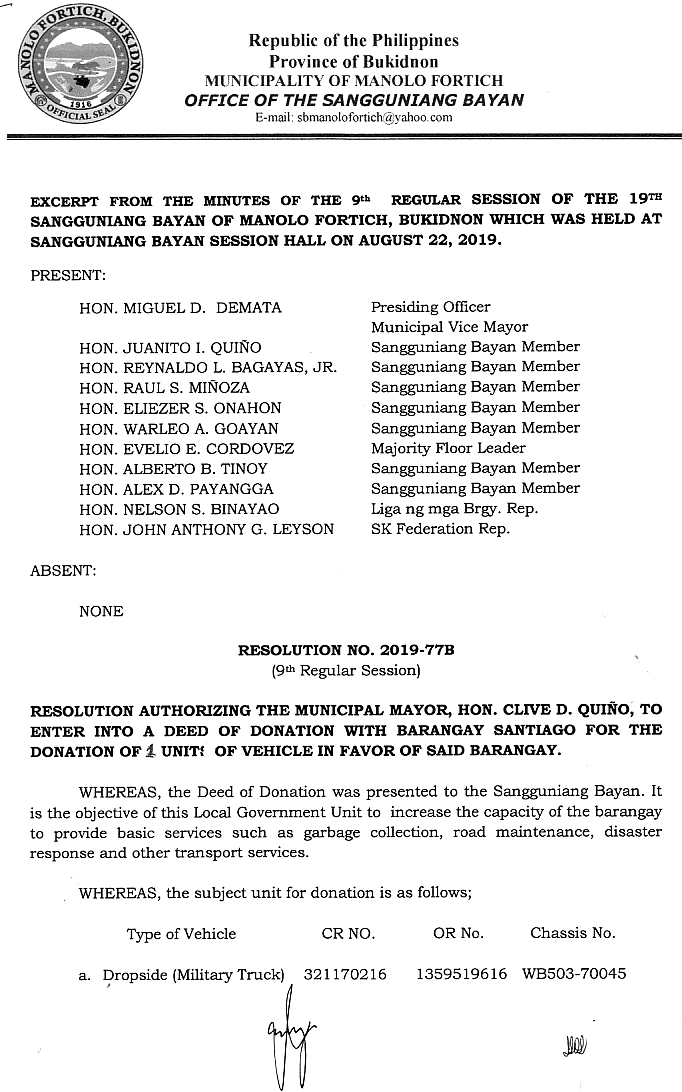 MANOLO FORTICH, BUKIDNON
1916
OFFICIAL SEAL
Republic of the Philippines
Province of Bukidnon
MUNICIPALITY OF MANOLO FORTICH
OFFICE OF THE SANGGUNIANG BAYAN
E-mail: sbmanolofortich@yahoo.com
EXCERPT FROM THE MINUTES OF THE 9th REGULAR SESSION OF THE 19TH
SANGGUNIANG BAYAN OF MANOLO FORTICH, BUKIDNON WHICH WAS HELD AT
SANGGUNIANG BAYAN SESSION HALL ON AUGUST 22, 2019.
PRESENT:
HON. MIGUEL D. DEMATA Presiding Officer
Municipal Vice Mayor
HON. JUANITO I. QUIÑO Sangguniang Bayan Member
HON. REYNALDO L. BAGAYAS, JR. Sangguniang Bayan Member
HON. RAUL S. MIÑOZA Sangguniang Bayan Member
HON. ELIEZER S. ONAHON Sangguniang Bayan Member
HON. WARLEO A. GOAYAN Sangguniang Bayan Member
HON. EVELIO E. CORDOVEZ Majority Floor Leader
HON. ALBERTO B. TINOY Sangguniang Bayan Member
HON. ALEX D. PAYANGGA Sangguniang Bayan Member
HON. NELSON S. BINAYAO Liga ng mga Brgy. Rep.
HON. JOHN ANTHONY G. LEYSON SK Federation Rep.
ABSENT:
NONE
RESOLUTION NO. 2019-77B
(9th Regular Session)
RESOLUTION AUTHORIZING THE MUNICIPAL MAYOR, HON. CLIVE D. QUIÑO, TO
ENTER INTO A DEED OF DONATION WITH BARANGAY SANTIAGO FOR THE
DONATION OF 1 UNIT OF VEHICLE IN FAVOR OF SAID BARANGAY.
WHEREAS, the Deed of Donation was presented to the Sangguniang Bayan. It
is the objective of this Local Government Unit to increase the capacity of the barangay
to provide basic services such as garbage collection, road maintenance, disaster
response and other transport services.
WHEREAS, the subject unit for donation is as follows;
Type of Vehicle CR NO. OR No. Chassis No.
a. Dropside (Military Truck) 321170216 1359519616 WB503-70045